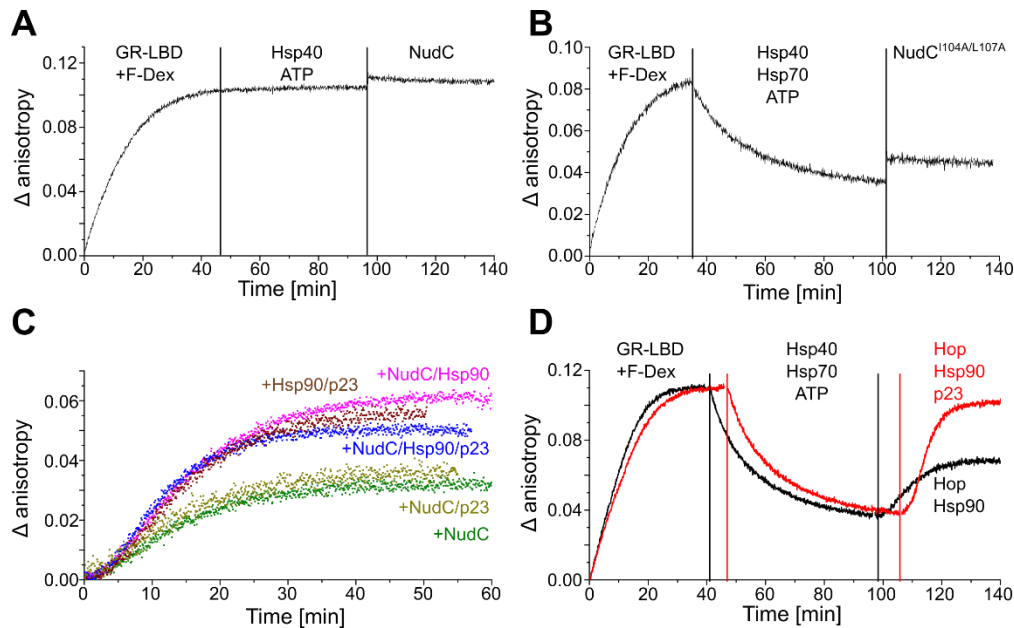 A
GR-LBD
+F-Dex
Hsp40
ATP
NudC
Δ anisotropy
0.12
0.08
0.04
0.00
0 20 40 60 80 100 120 140
Time [min]
B
GR-LBD
+F-Dex
Hsp40
Hsp70
ATP
NudC^I104A/L107A
Δ anisotropy
0.10
0.08
0.06
0.04
0.02
0.00
0 20 40 60 80 100 120 140
Time [min]
C
+NudC/Hsp90
+Hsp90/p23
+NudC/Hsp90/p23
+NudC/p23
+NudC
Δ anisotropy
0.06
0.04
0.02
0.00
0 10 20 30 40 50 60
Time [min]
D
GR-LBD
+F-Dex
Hsp40
Hsp70
ATP
Hop
Hsp90
p23
Hop
Hsp90
Δ anisotropy
0.12
0.08
0.04
0.00
0 20 40 60 80 100 120 140
Time [min]